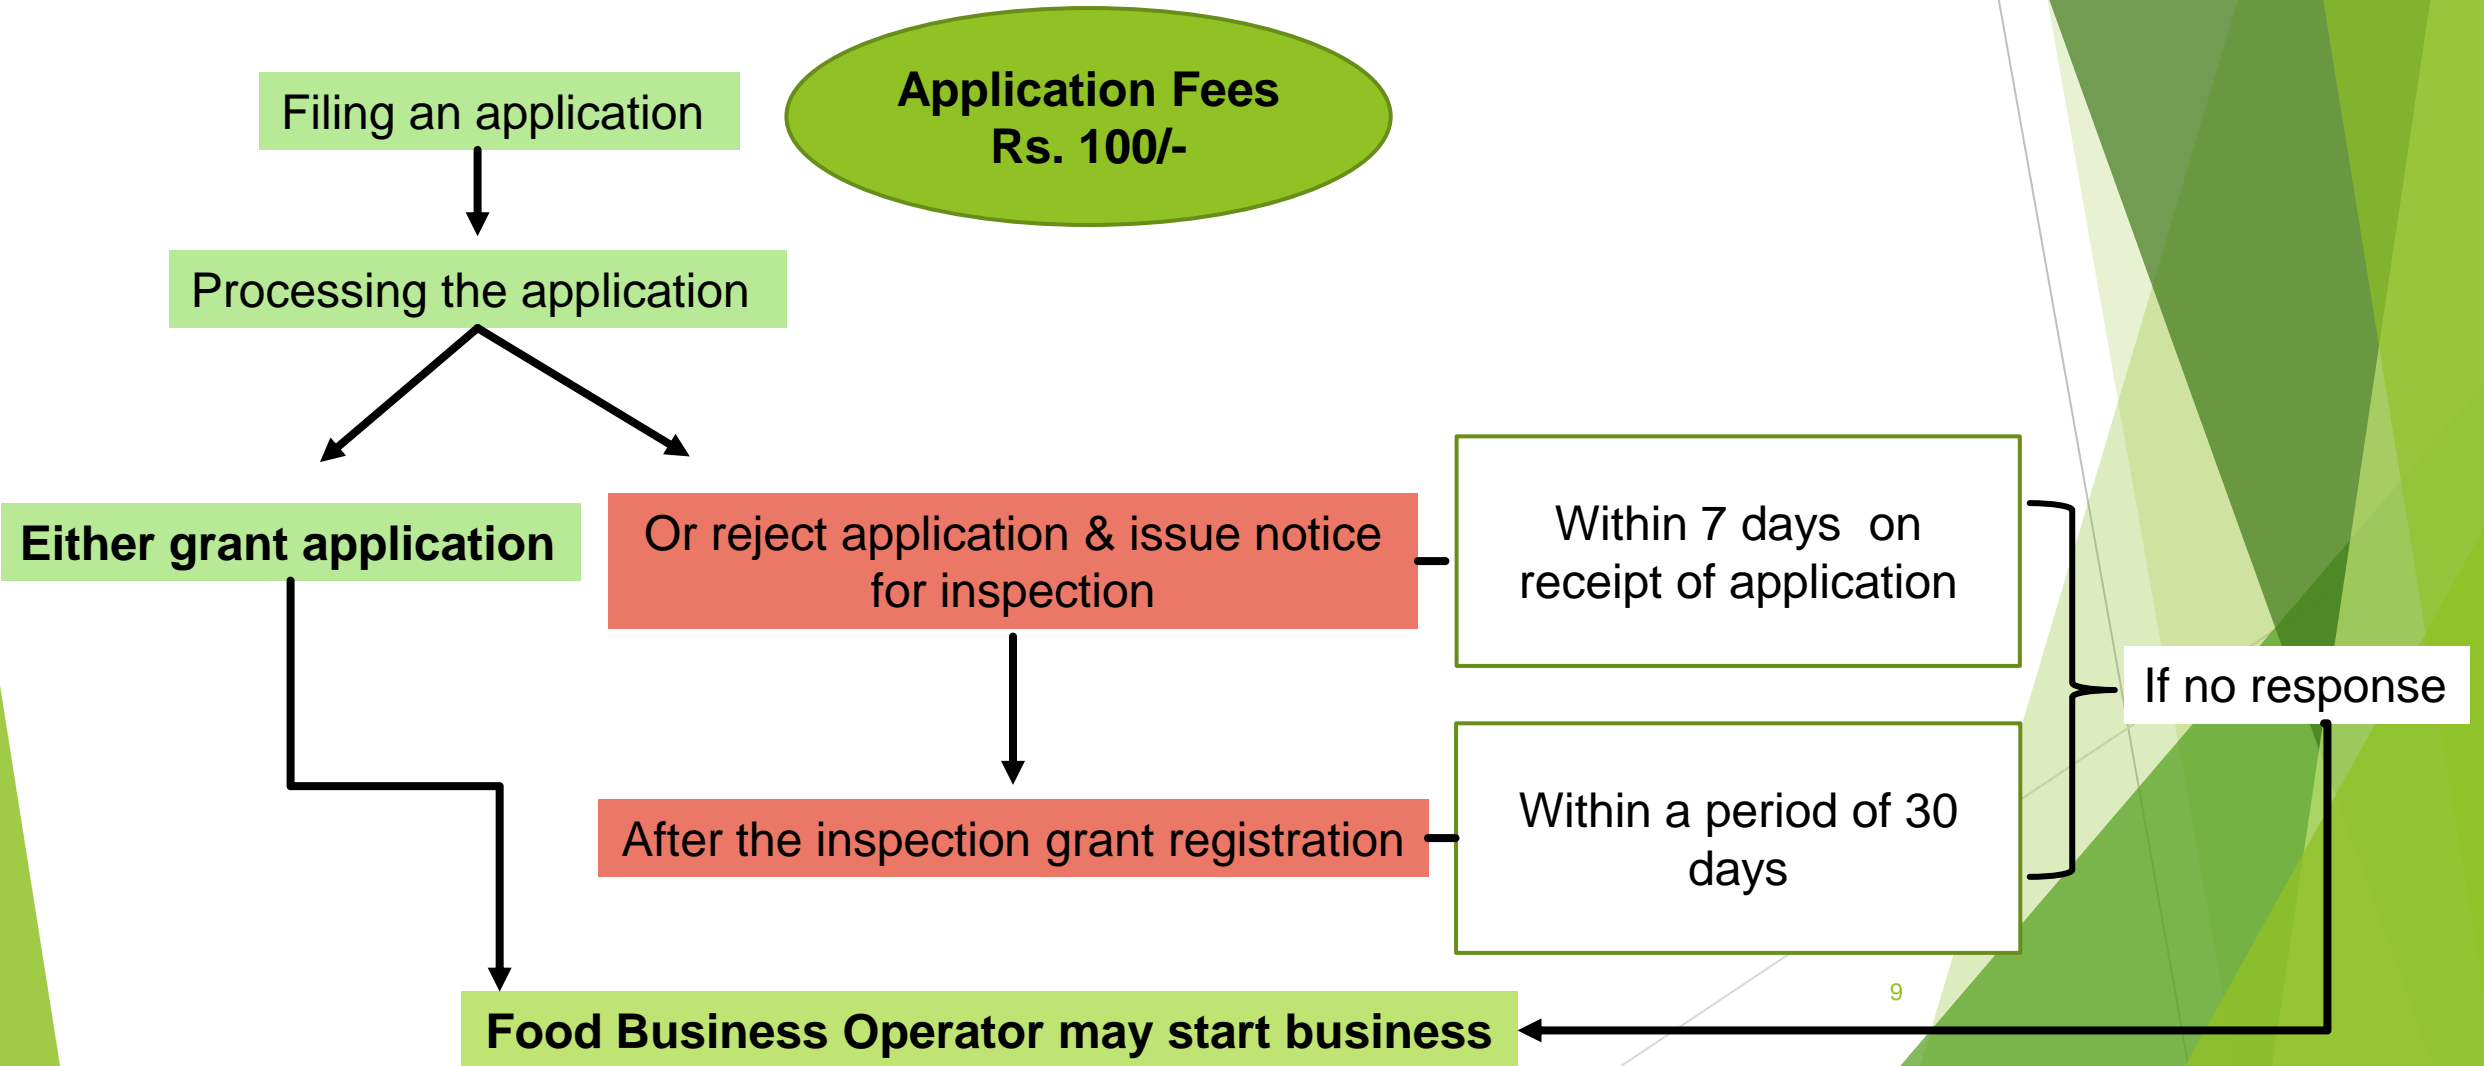 Application Fees
Rs. 100/-
Filing an application
Processing the application
Either grant application
Or reject application & issue notice
for inspection
Within 7 days  on
receipt of application
If no response
After the inspection grant registration
Within a period of 30
days
9
Food Business Operator may start business